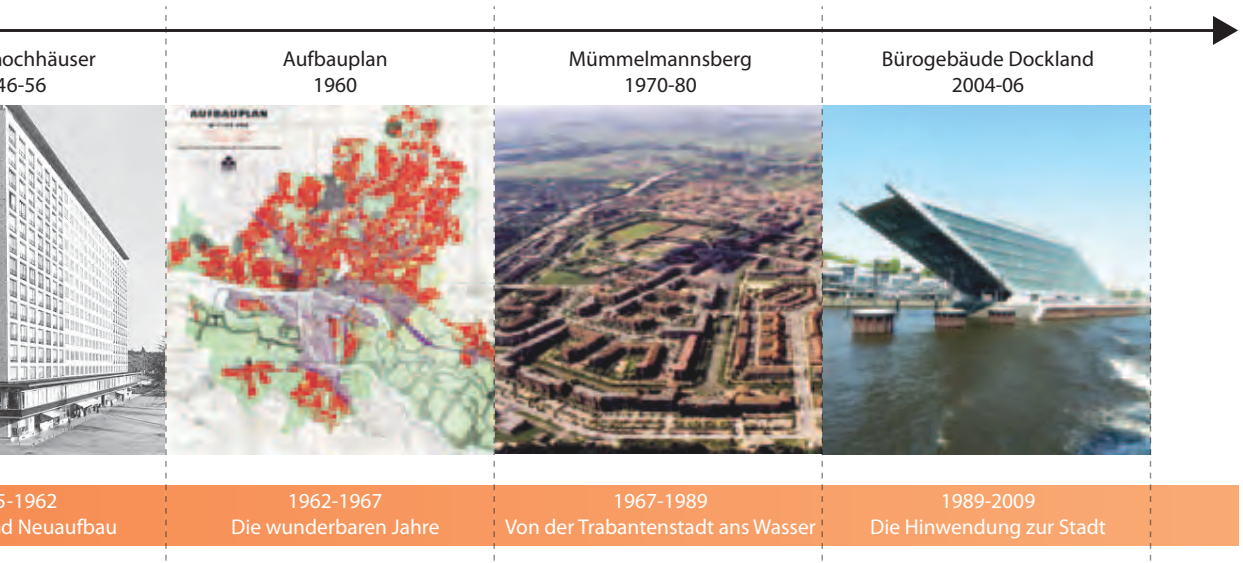 ochhäuser
46-56
Aufbauplan
1960
Mümmelmannsberg
1970-80
Bürogebäude Dockland
2004-06
AUFBAUPLAN
5-1962
d Neuaufbau
1962-1967
Die wunderbaren Jahre
1967-1989
Von der Trabantenstadt ans Wasser
1989-2009
Die Hinwendung zur Stadt